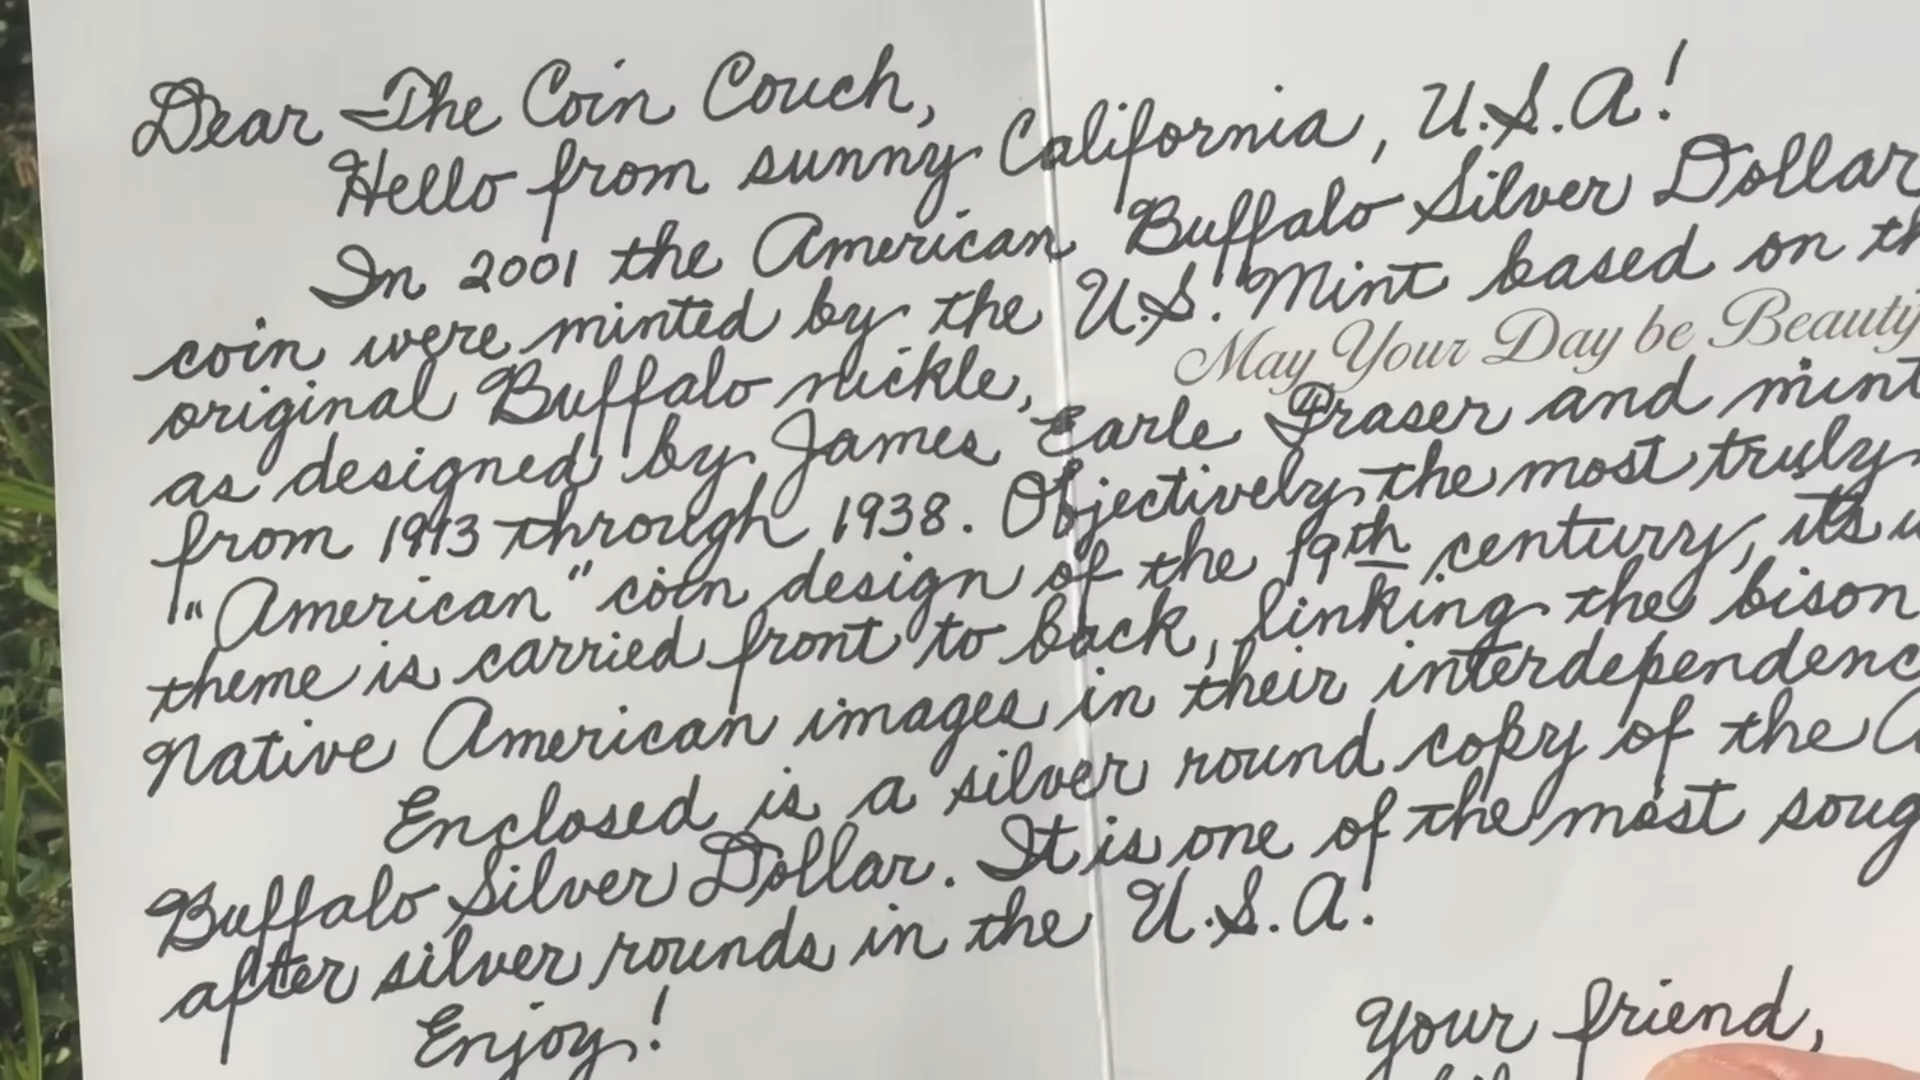 Dear The Coin Couch,
Hello from sunny California, U.S.A!
In 2001 the American Buffalo Silver Dollar
coin were minted by the U.S. Mint based on th
May Your Day be Beauty
original Buffalo nickle,
as designed by James Earle Fraser and mint
from 1913 through 1938. Objectively the most truly
"American" coin design of the 19th century, its
theme is carried front to back, linking the bison
Native American images in their interdependenc
Enclosed is a silver round copy of the A
Buffalo Silver Dollar. It is one of the most soug
after silver rounds in the U.S.A!
Enjoy!
Your friend,